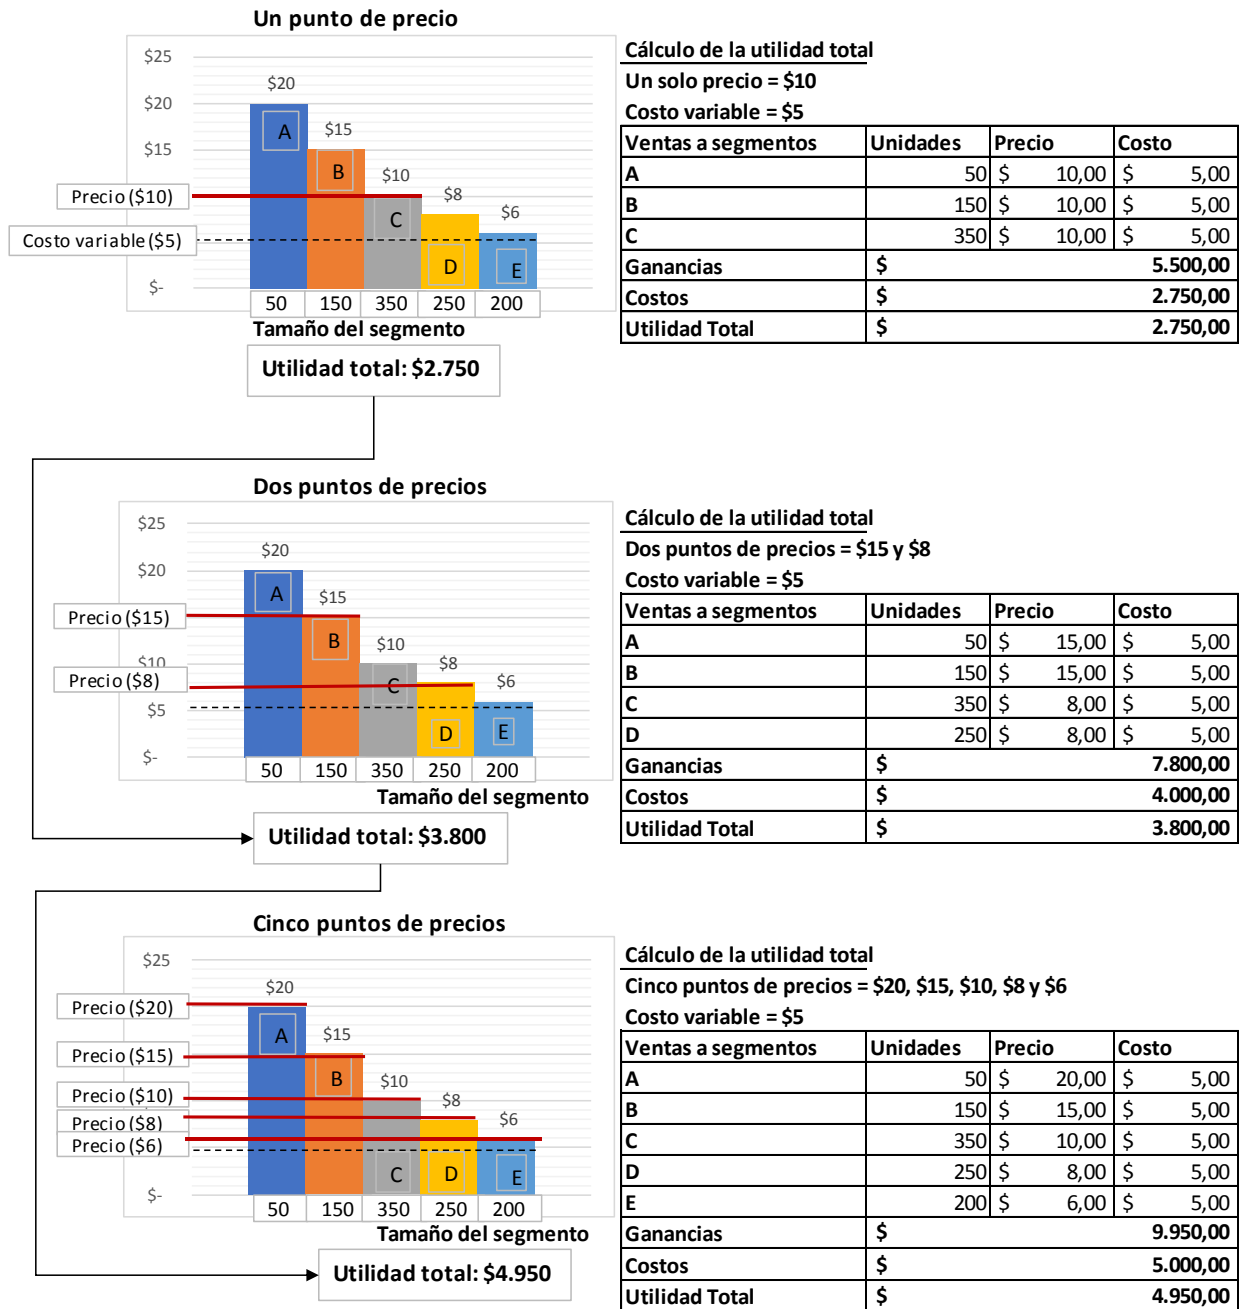 Un punto de precio
$25
$20
$15
$-
$20
$15
$10
$8
$6
A
B
C
D
E
Precio ($10)
Costo variable ($5)
50 150 350 250 200
Tamaño del segmento
Utilidad total: $2.750
Cálculo de la utilidad total
Un solo precio = $10
Costo variable = $5
Ventas a segmentos Unidades Precio Costo
A 50 $ 10,00 $ 5,00
B 150 $ 10,00 $ 5,00
C 350 $ 10,00 $ 5,00
Ganancias $ 5.500,00
Costos $ 2.750,00
Utilidad Total $ 2.750,00
Dos puntos de precios
$25
$20
$10
$5
$-
$20
$15
$10
$8
$6
A
B
C
D
E
Precio ($15)
Precio ($8)
50 150 350 250 200
Tamaño del segmento
Utilidad total: $3.800
Cálculo de la utilidad total
Dos puntos de precios = $15 y $8
Costo variable = $5
Ventas a segmentos Unidades Precio Costo
A 50 $ 15,00 $ 5,00
B 150 $ 15,00 $ 5,00
C 350 $ 8,00 $ 5,00
D 250 $ 8,00 $ 5,00
Ganancias $ 7.800,00
Costos $ 4.000,00
Utilidad Total $ 3.800,00
Cinco puntos de precios
$25
$-
$20
$15
$10
$8
$6
A
B
C
D
E
Precio ($20)
Precio ($15)
Precio ($10)
Precio ($8)
Precio ($6)
50 150 350 250 200
Tamaño del segmento
Utilidad total: $4.950
Cálculo de la utilidad total
Cinco puntos de precios = $20, $15, $10, $8 y $6
Costo variable = $5
Ventas a segmentos Unidades Precio Costo
A 50 $ 20,00 $ 5,00
B 150 $ 15,00 $ 5,00
C 350 $ 10,00 $ 5,00
D 250 $ 8,00 $ 5,00
E 200 $ 6,00 $ 5,00
Ganancias $ 9.950,00
Costos $ 5.000,00
Utilidad Total $ 4.950,00